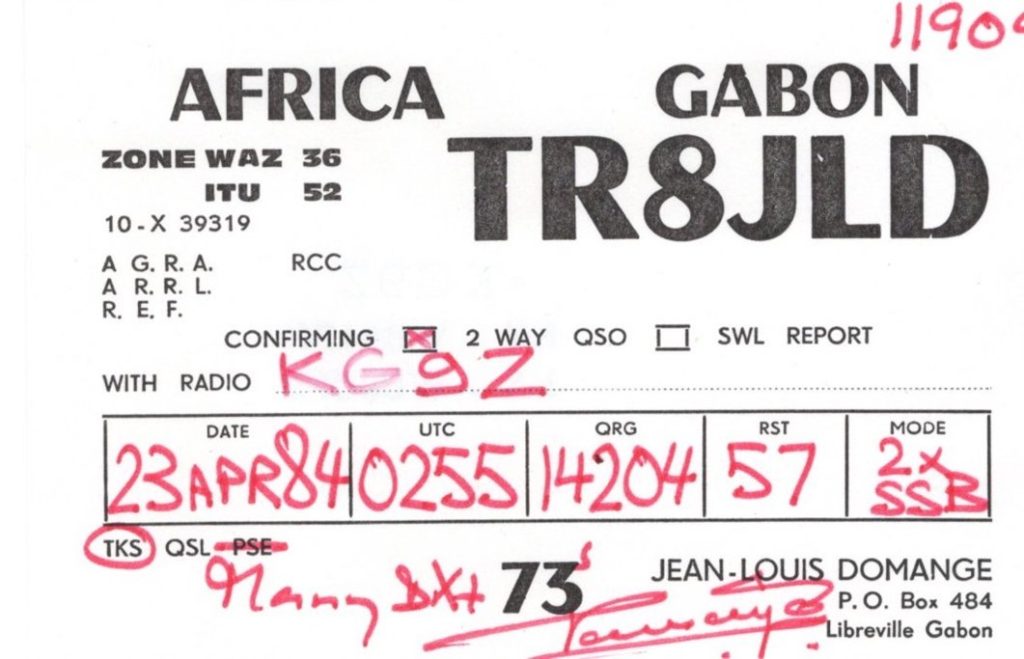 1190
AFRICA GABON
ZONE WAZ 36 TR8JLD
ITU 52
10-X 39319
A G. R. A. RCC
A R. R. L.
R. E. F.
CONFIRMING 2 WAY QSO SWL REPORT
WITH RADIO KG9Z
DATE UTC QRG RST MODE
23APR84 0255 14204 57 2x SSB
TKS QSL PSE
Many 73's JEAN-LOUIS DOMANGE
P. O. Box 484
Libreville Gabon